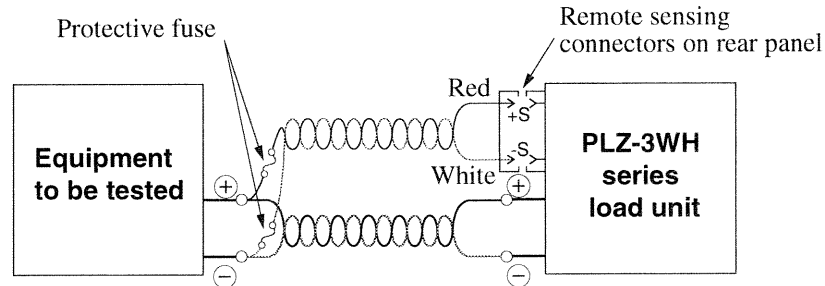 Remote sensing
connectors on rear panel
Protective fuse
Red
+S
-S
White
Equipment
to be tested
PLZ-3WH
series
load unit
+
+
−
−